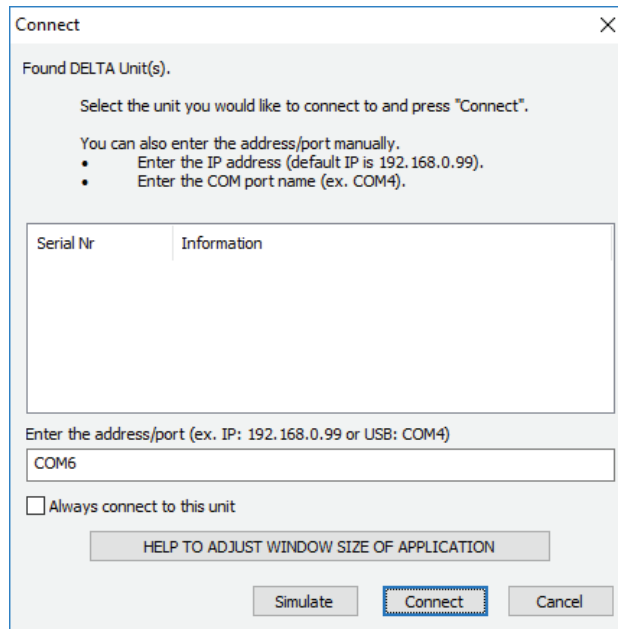 Connect
Found DELTA Unit(s).
Select the unit you would like to connect to and press "Connect".
You can also enter the address/port manually.
• Enter the IP address (default IP is 192.168.0.99).
• Enter the COM port name (ex. COM4).
Serial Nr Information
Enter the address/port (ex. IP: 192.168.0.99 or USB: COM4)
COM6
Always connect to this unit
HELP TO ADJUST WINDOW SIZE OF APPLICATION
Simulate Connect Cancel